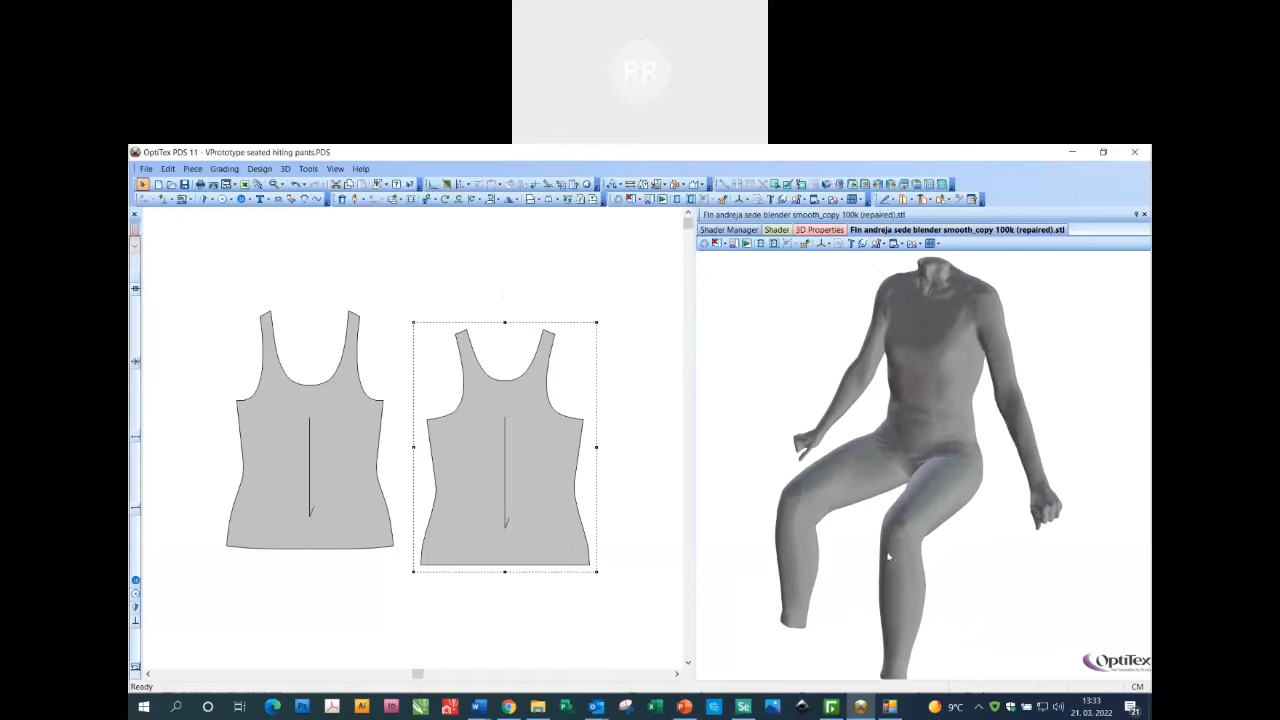 RR
OptiTex PDS 11 - VPrototype seated hiting pants.PDS
File Edit Piece Grading Design 3D Tools View Help
FIn andreja sede blender smooth_copy 100k (repaired).stl
Shader Manager Shader 3D Properties FIn andreja sede blender smooth_copy 100k (repaired).stl
OptiTex
Ready CM
9°C 13:33
21. 03. 2022 21